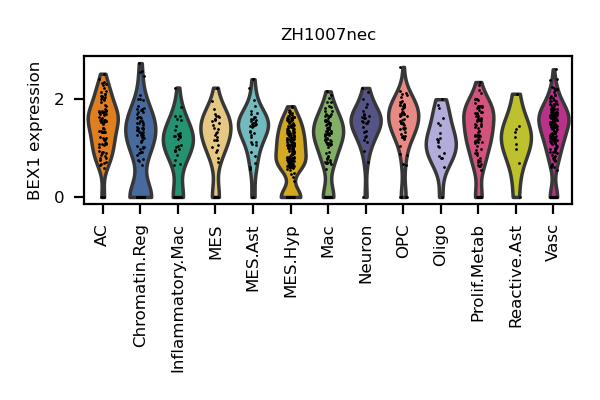 ZH1007nec
BEX1 expression
2
0
AC
Chromatin.Reg
Inflammatory.Mac
MES
MES.Ast
MES.Hyp
Mac
Neuron
OPC
Oligo
Prolif.Metab
Reactive.Ast
Vasc